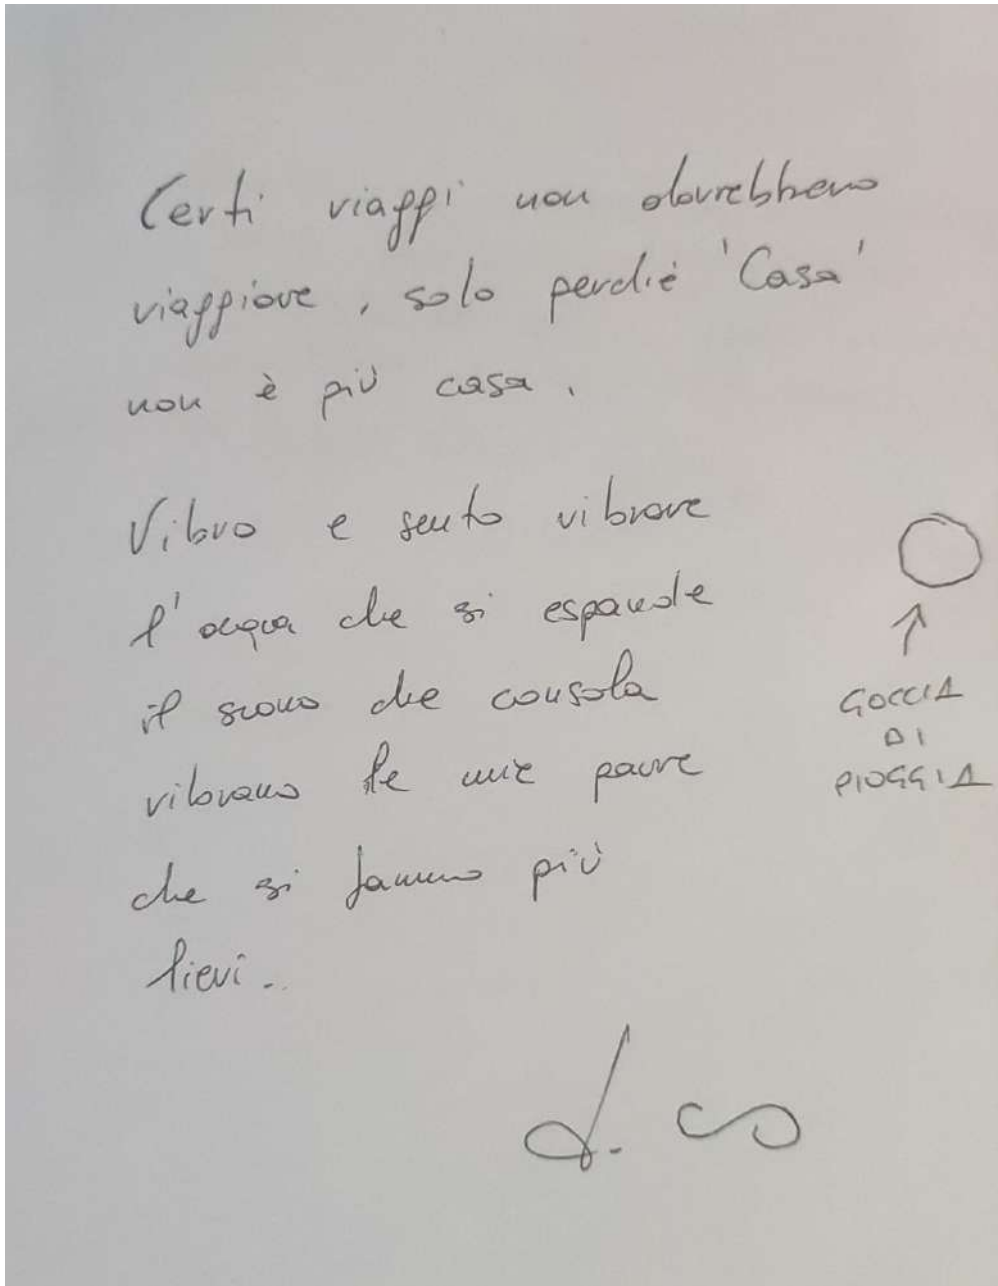 Certi viaggi non dovrebbero
viaggiare, solo perché 'Casa'
non è più casa.
Vibro e sento vibrare
l'acqua che si espande
il suono che consola
vibrano le mie paure
che si fanno più
lievi.
GOCCIA
DI
PIOGGIA